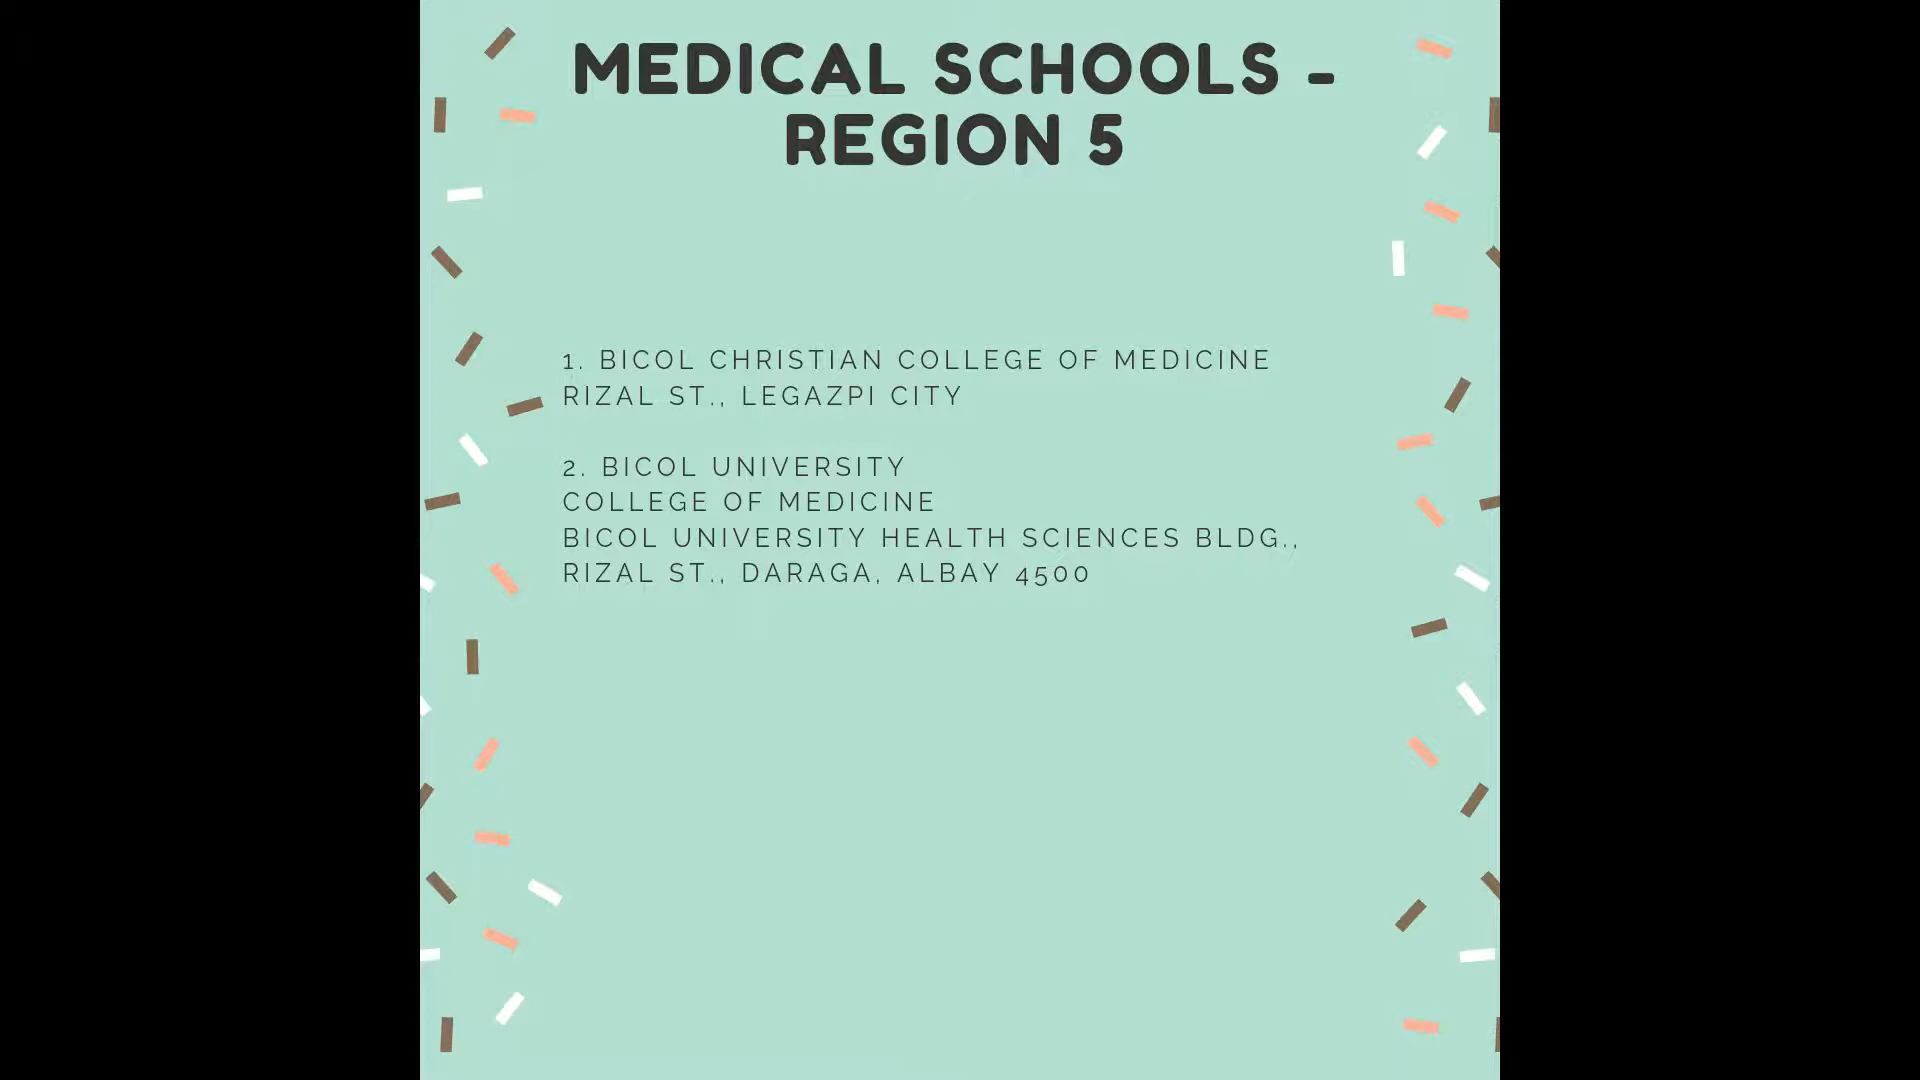 MEDICAL SCHOOLS -
REGION 5
1. BICOL CHRISTIAN COLLEGE OF MEDICINE
RIZAL ST., LEGAZPI CITY
2. BICOL UNIVERSITY
COLLEGE OF MEDICINE
BICOL UNIVERSITY HEALTH SCIENCES BLDG.,
RIZAL ST., DARAGA, ALBAY 4500